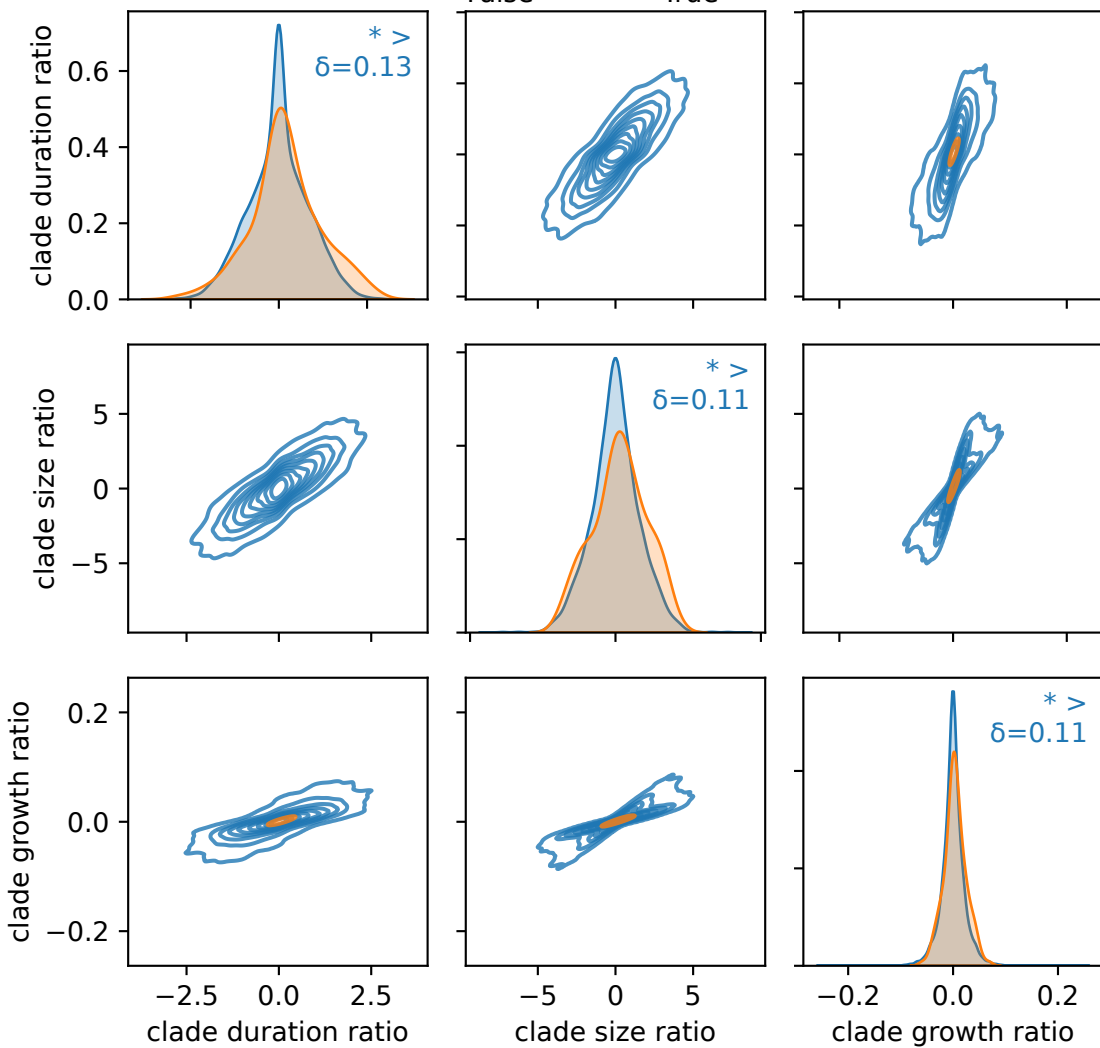 False True
* >
δ=0.13
clade duration ratio
0.6
0.4
0.2
0.0
* >
δ=0.11
clade size ratio
5
0
−5
* >
δ=0.11
clade growth ratio
0.2
0.0
−0.2
−2.5 0.0 2.5 −5 0 5 −0.2 0.0 0.2
clade duration ratio clade size ratio clade growth ratio